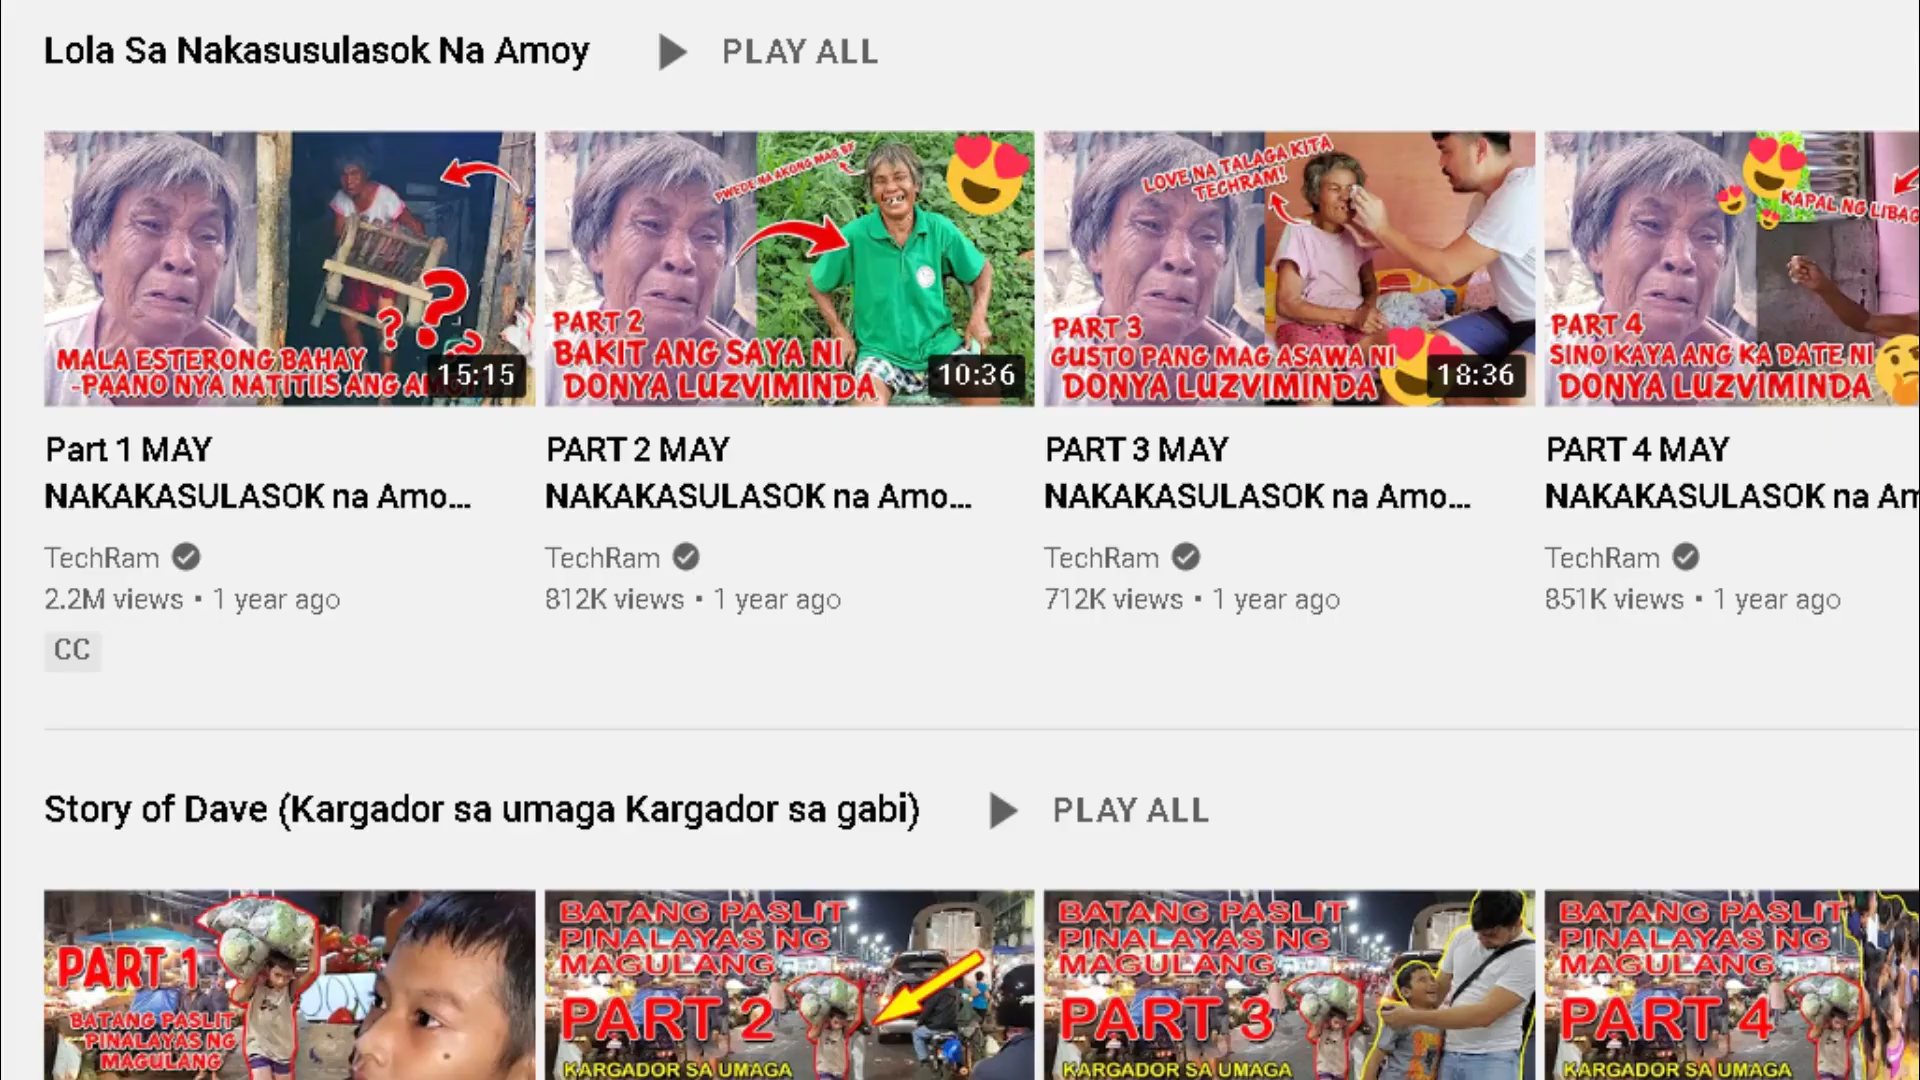 Lola Sa Nakasusulasok Na Amoy
PLAY ALL
MALA ESTERONG BAHAY
-PAANO NYA NATITIIS ANG
15:15
PWEDE NA AKONG MAG BF
PART 2
BAKIT ANG SAYA NI
DONYA LUZVIMINDA
10:36
LOVE NA TALAGA KITA
TECHRAM!
PART 3
GUSTO PANG MAG ASAWA NI
DONYA LUZVIMINDA
18:36
KAPAL NG LIBAG
PART 4
SINO KAYA ANG KA DATE NI
DONYA LUZVIMINDA
Part 1 MAY
NAKAKASULASOK na Amo...
TechRam
2.2M views • 1 year ago
CC
PART 2 MAY
NAKAKASULASOK na Amo...
TechRam
812K views • 1 year ago
PART 3 MAY
NAKAKASULASOK na Amo...
TechRam
712K views • 1 year ago
PART 4 MAY
NAKAKASULASOK na Am
TechRam
851K views • 1 year ago
Story of Dave (Kargador sa umaga Kargador sa gabi)
PLAY ALL
PART 1
BATANG PASLIT
PINALAYAS NG
MAGULANG
BATANG PASLIT
PINALAYAS NG
MAGULANG
PART 2
KARGADOR SA UMAGA
BATANG PASLIT
PINALAYAS NG
MAGULANG
PART 3
KARGADOR SA UMAGA
BATANG PASLIT
PINALAYAS NG
MAGULANG
PART 4
KARGADOR SA UMAGA